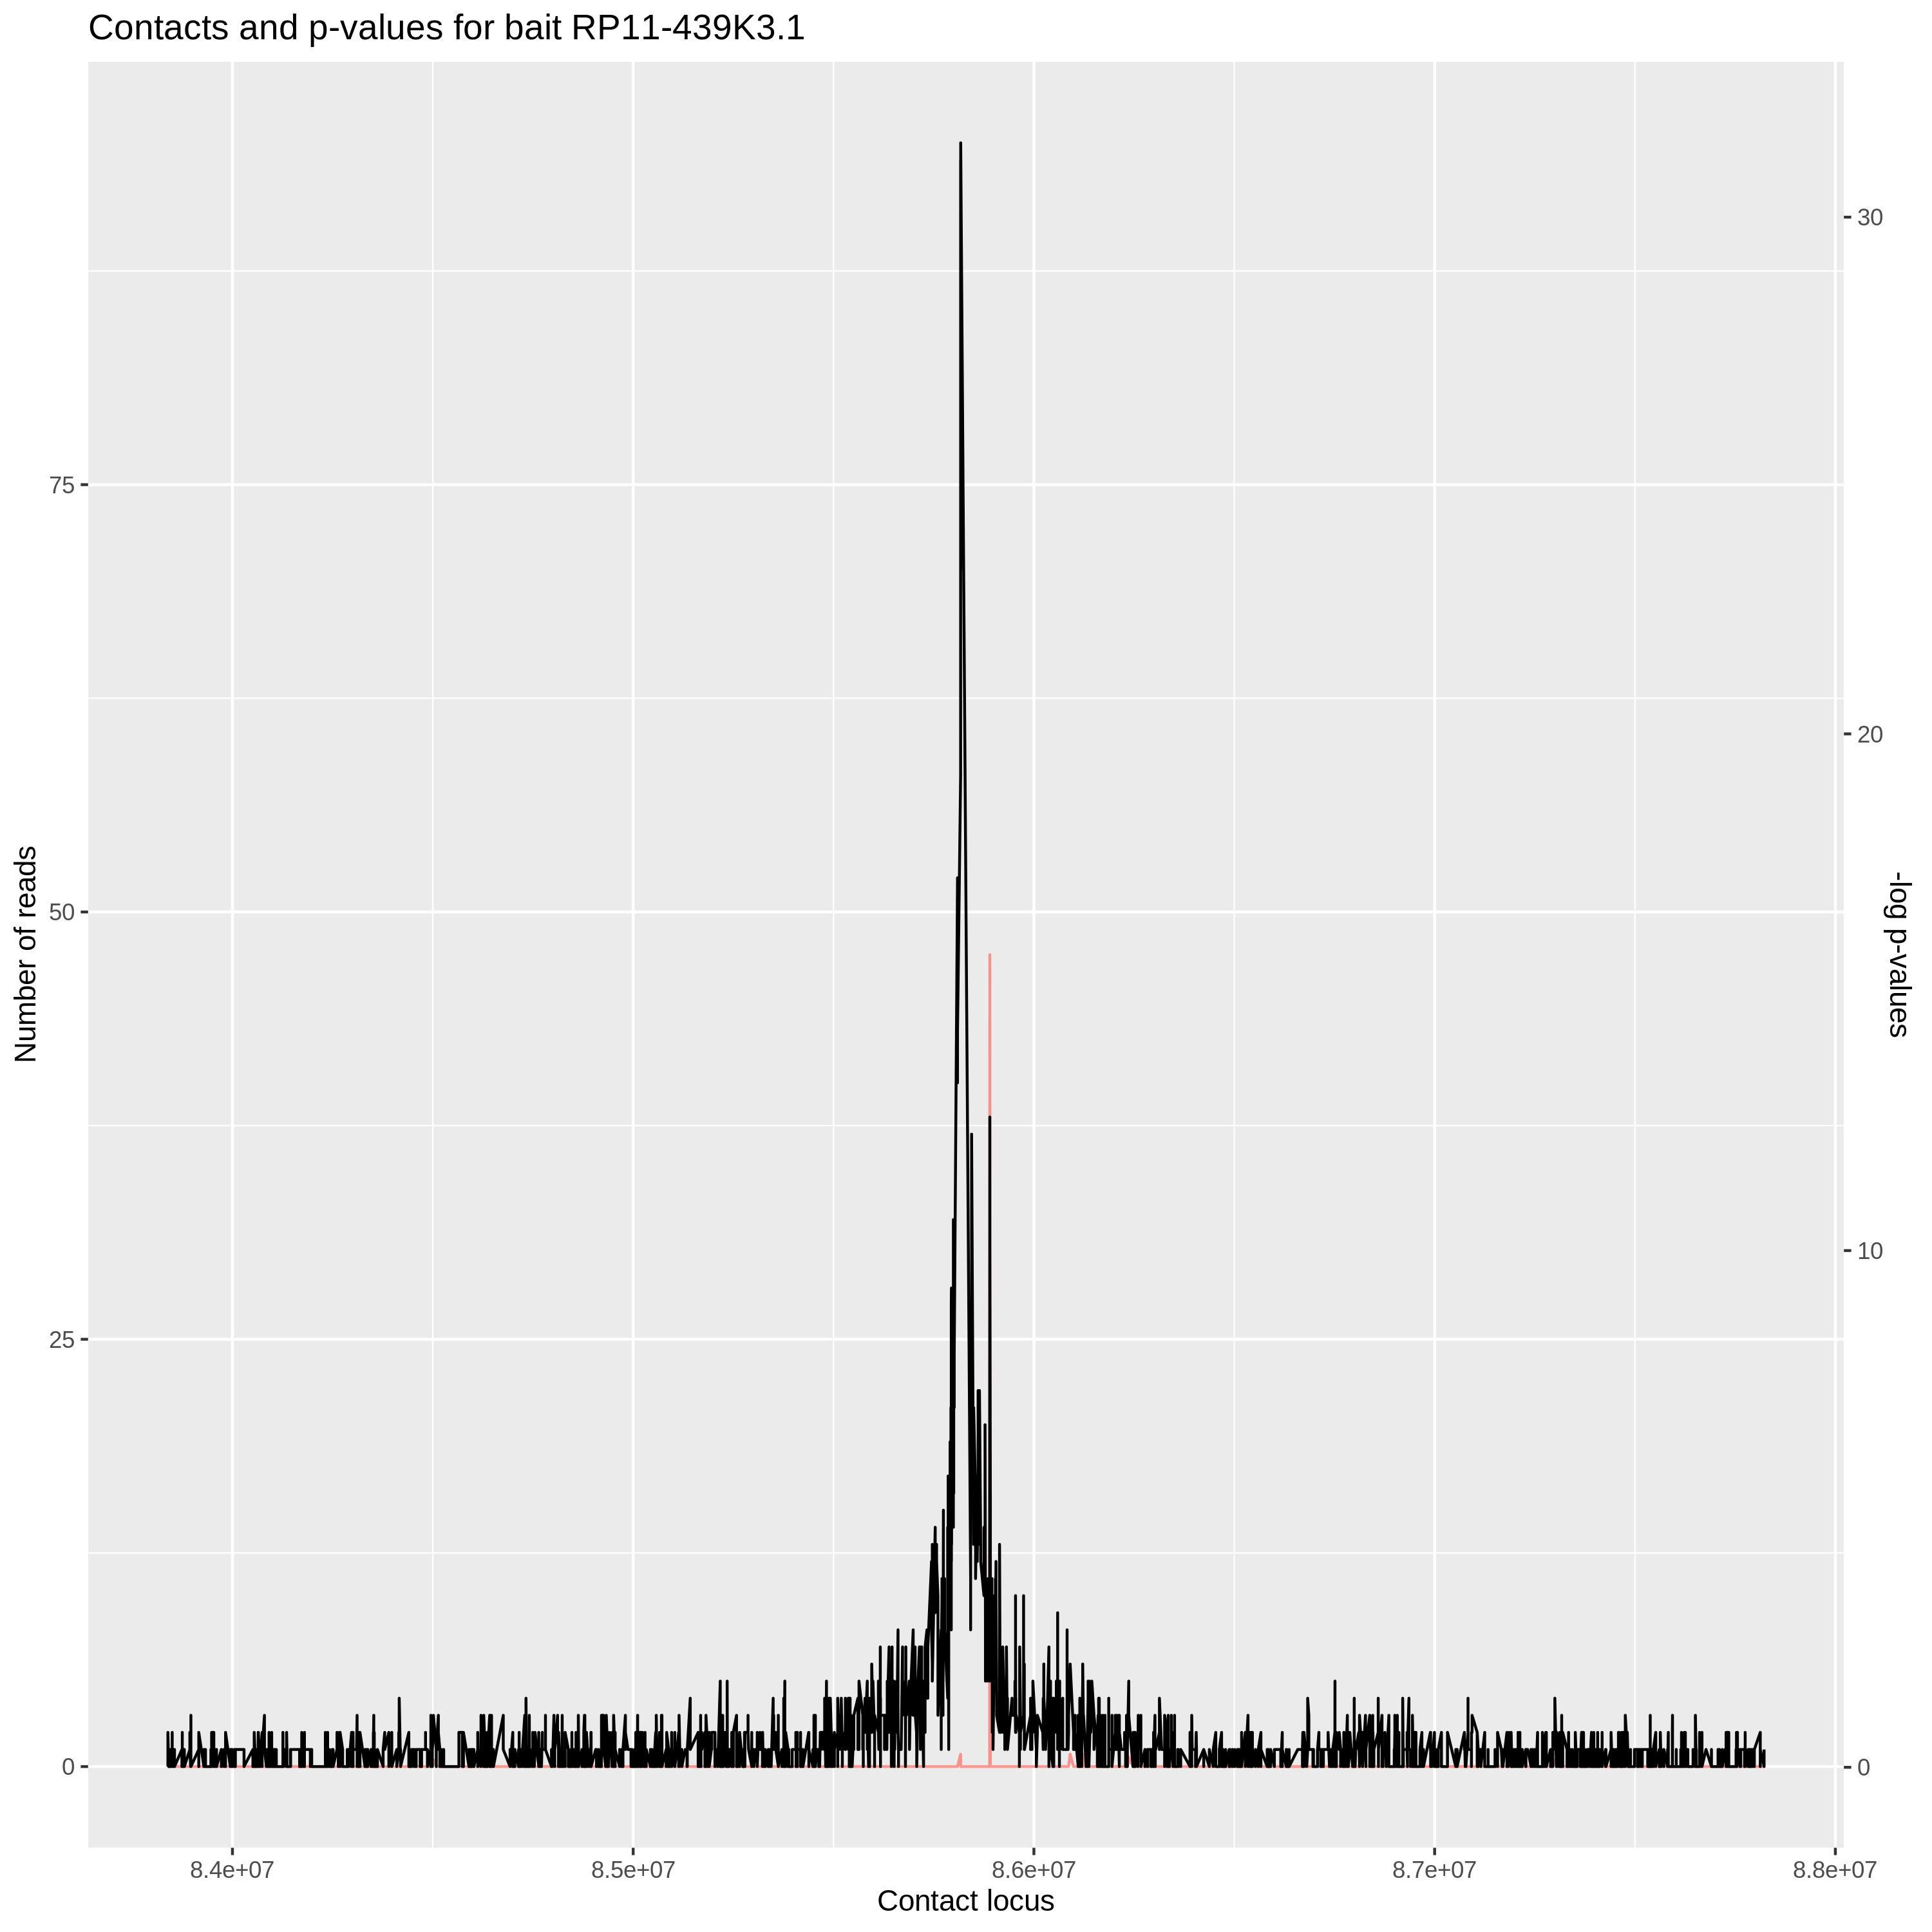 Contacts and p-values for bait RP11-439K3.1
75
50
25
0
30
20
10
0
Number of reads
-log p-values
8.4e+07 8.5e+07 8.6e+07 8.7e+07 8.8e+07
Contact locus